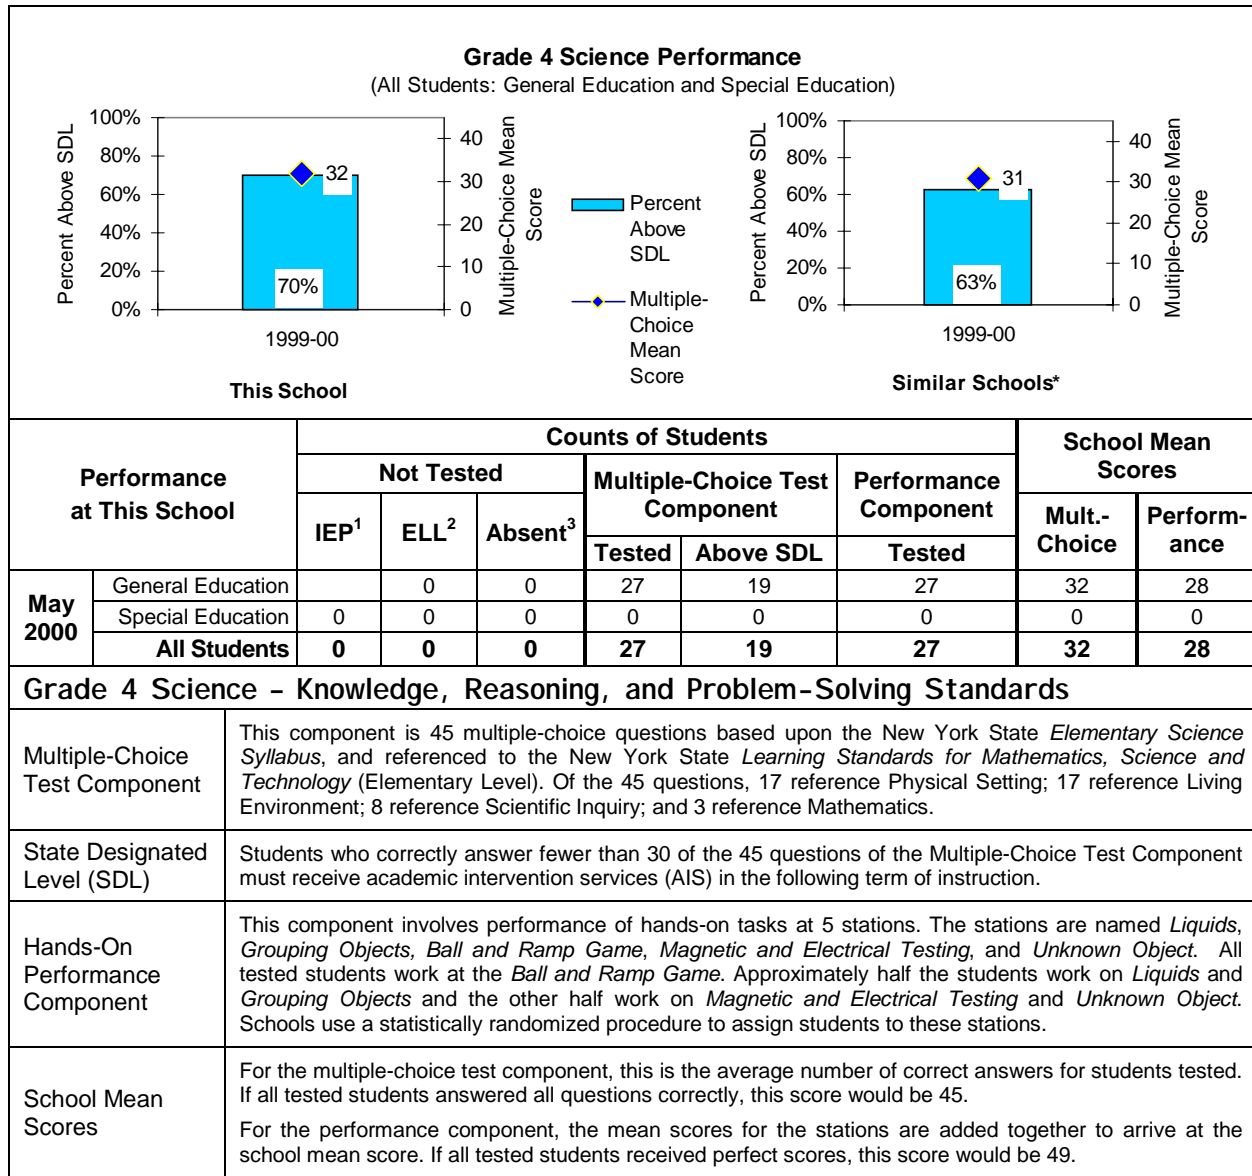 Grade 4 Science Performance
(All Students: General Education and Special Education)
Percent Above SDL
100%
80%
60%
40%
20%
0%
32
70%
40
30
20
10
0
Multiple-Choice Mean
Score
1999-00
This School
Percent
Above
SDL
Multiple-
Choice
Mean
Score
Percent Above SDL
100%
80%
60%
40%
20%
0%
31
63%
40
30
20
10
0
Multiple-Choice Mean
Score
1999-00
Similar Schools*
Performance
at This School
Counts of Students
School Mean
Scores
Not Tested
Multiple-Choice Test
Component
Performance
Component
IEP1
ELL2
Absent3
Mult.-
Choice
Perform-
ance
Tested
Above SDL
Tested
May
2000
General Education 0 0 27 19 27 32 28
Special Education 0 0 0 0 0 0 0 0
All Students 0 0 0 27 19 27 32 28
Grade 4 Science – Knowledge, Reasoning, and Problem-Solving Standards
Multiple-Choice
Test Component
This component is 45 multiple-choice questions based upon the New York State Elementary Science
Syllabus, and referenced to the New York State Learning Standards for Mathematics, Science and
Technology (Elementary Level). Of the 45 questions, 17 reference Physical Setting; 17 reference Living
Environment; 8 reference Scientific Inquiry; and 3 reference Mathematics.
State Designated
Level (SDL)
Students who correctly answer fewer than 30 of the 45 questions of the Multiple-Choice Test Component
must receive academic intervention services (AIS) in the following term of instruction.
Hands-On
Performance
Component
This component involves performance of hands-on tasks at 5 stations. The stations are named Liquids,
Grouping Objects, Ball and Ramp Game, Magnetic and Electrical Testing, and Unknown Object. All
tested students work at the Ball and Ramp Game. Approximately half the students work on Liquids and
Grouping Objects and the other half work on Magnetic and Electrical Testing and Unknown Object.
Schools use a statistically randomized procedure to assign students to these stations.
School Mean
Scores
For the multiple-choice test component, this is the average number of correct answers for students tested.
If all tested students answered all questions correctly, this score would be 45.
For the performance component, the mean scores for the stations are added together to arrive at the
school mean score. If all tested students received perfect scores, this score would be 49.